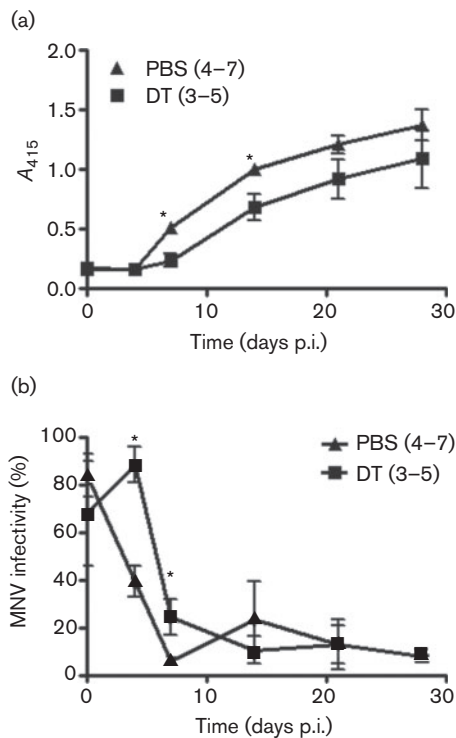 (a)
2.0
1.5
1.0
0.5
0.0
A415
PBS (4–7)
DT (3–5)
*
*
0
10
20
30
Time (days p.i.)
(b)
100
80
60
40
20
0
MNV infectivity (%)
*
*
PBS (4–7)
DT (3–5)
0
10
20
30
Time (days p.i.)